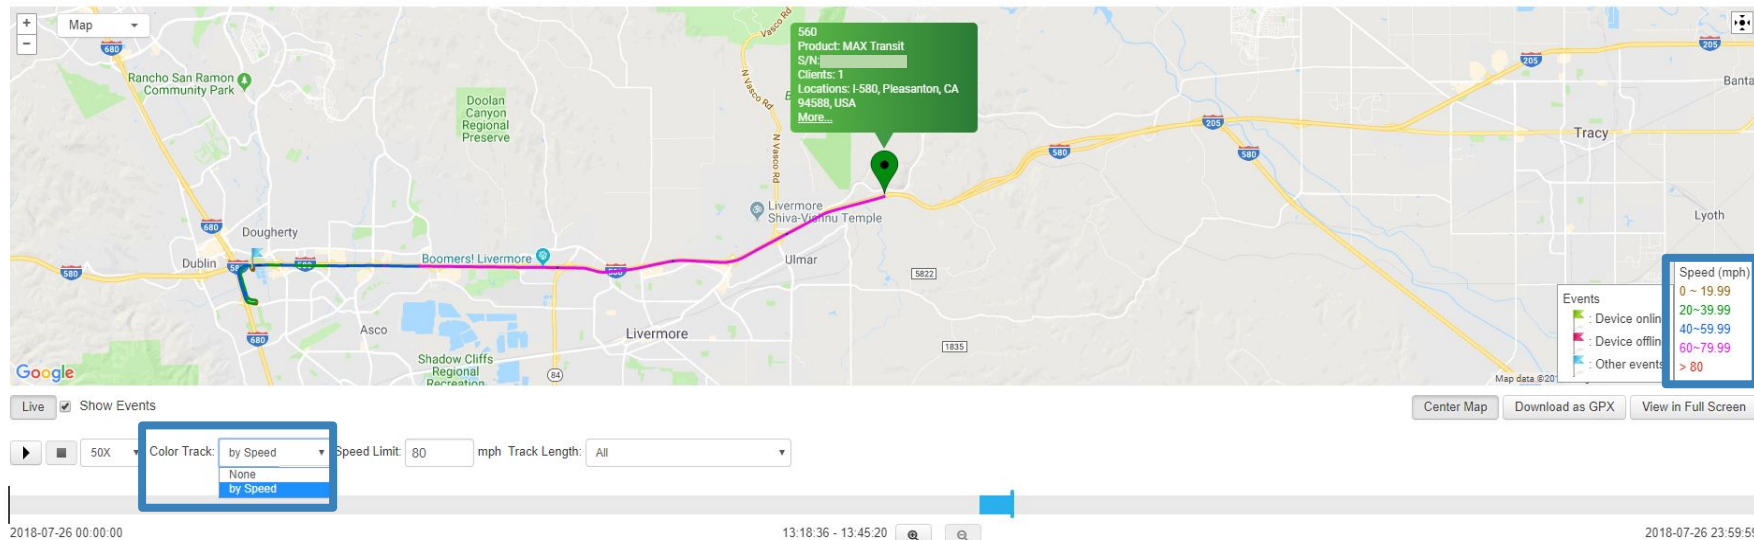 +
Map
−
680
Rancho San Ramon
Community Park
Doolan
Canyon
Regional
Preserve
Vasco Rd
N Vasco Rd
N Vasco Rd
560
Product: MAX Transit
S/N:
Clients: 1
Locations: I-580, Pleasanton, CA
94588, USA
More...
205
205
Banta
205
Tracy
580
580
Livermore
Shiva-Vishnu Temple
Lyoth
680
Dougherty
Dublin
580
Boomers! Livermore
Ulmar
5822
Asco
680
Livermore
1835
Shadow Cliffs
Regional
Recreation
84
Google
Events
: Device onlin
: Device offlin
: Other events
Speed (mph)
0 ~ 19.99
20~39.99
40~59.99
60~79.99
> 80
Map data ©201
Live
Show Events
Center Map
Download as GPX
View in Full Screen
50X
Color Track:
by Speed
Speed Limit:
80
mph
Track Length:
All
None
by Speed
2018-07-26 00:00:00
13:18:36 - 13:45:20
2018-07-26 23:59:59